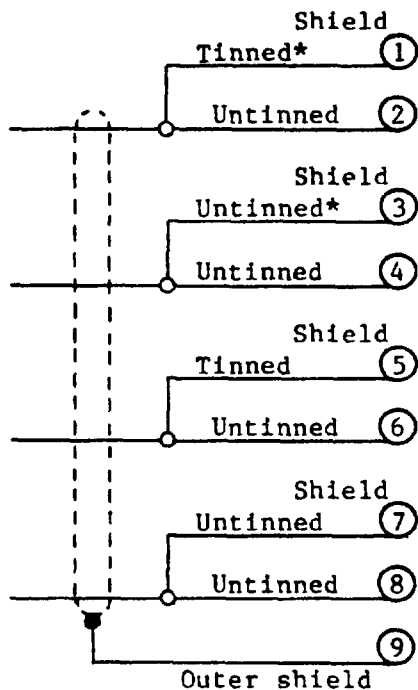 Shield
Tinned* 1
Untinned 2
Shield
Untinned* 3
Untinned 4
Shield
Tinned 5
Untinned 6
Shield
Untinned 7
Untinned 8
9
Outer shield